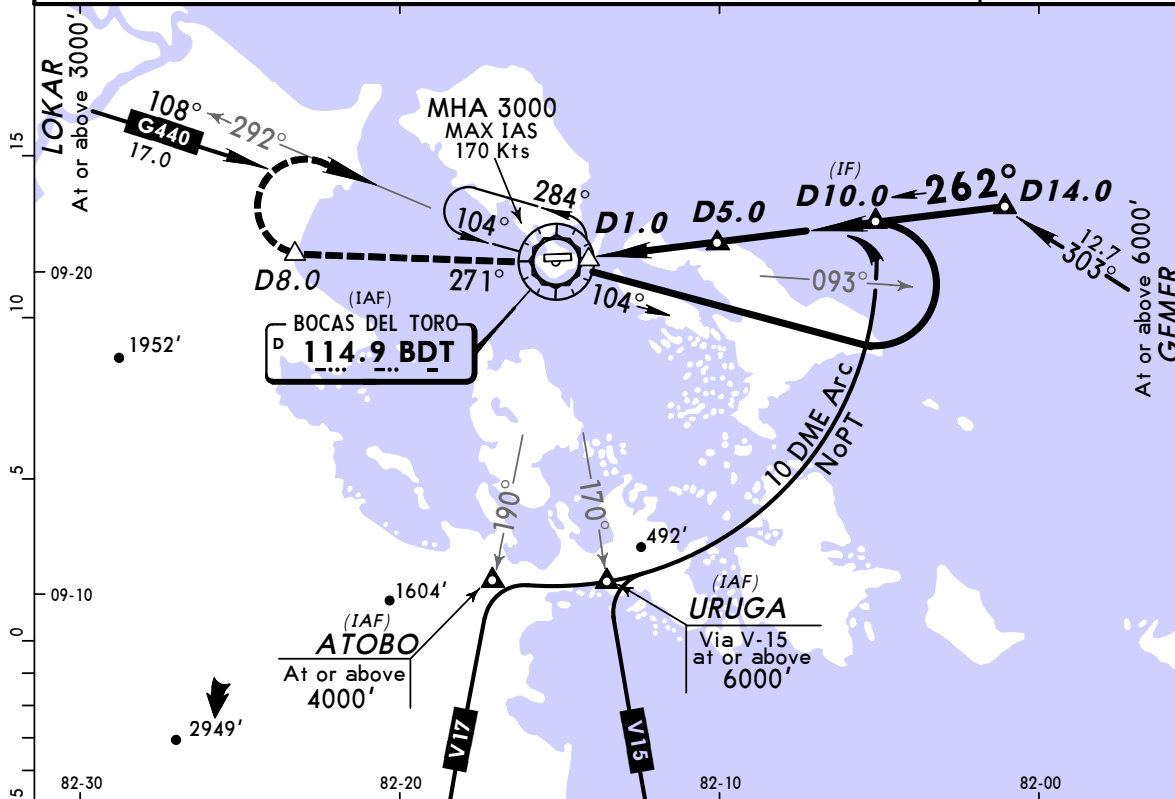 LOKAR
At or above 3000'
108°
292°
G440
17.0
MHA 3000
MAX IAS
170 Kts
284°
104°
D1.0
D5.0
(IF)
D10.0
262°
D14.0
12.7
303°
At or above 6000'
GEMER
D8.0
271°
(IAF)
BOCAS DEL TORO
D
114.9 BDT
104°
093°
10 DME Arc
NoPT
1952'
190°
170°
492'
1604'
(IAF)
ATOBO
At or above
4000'
(IAF)
URUGA
Via V-15
at or above
6000'
2949'
V17
V15
15
09-20
10
5
09-10
0
5
82-30
82-20
82-10
82-00